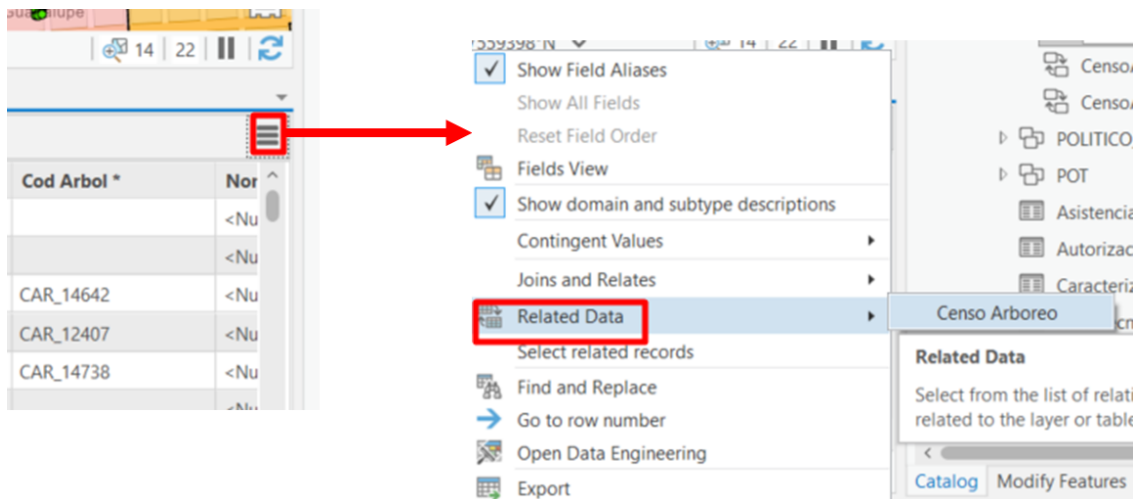 14 22
Cod Arbol * Nor
<Nu
<Nu
CAR_14642 <Nu
CAR_12407 <Nu
CAR_14738 <Nu
7559398°N 14 22
Show Field Aliases
Show All Fields
Reset Field Order
Fields View
Show domain and subtype descriptions
Contingent Values
Joins and Relates
Related Data
Select related records
Find and Replace
Go to row number
Open Data Engineering
Export
Censo Arboreo
Related Data
Select from the list of relati
related to the layer or table
Censo
Censo
POLITICO
POT
Asistencia
Autorizac
Caracteriz
Catalog Modify Features